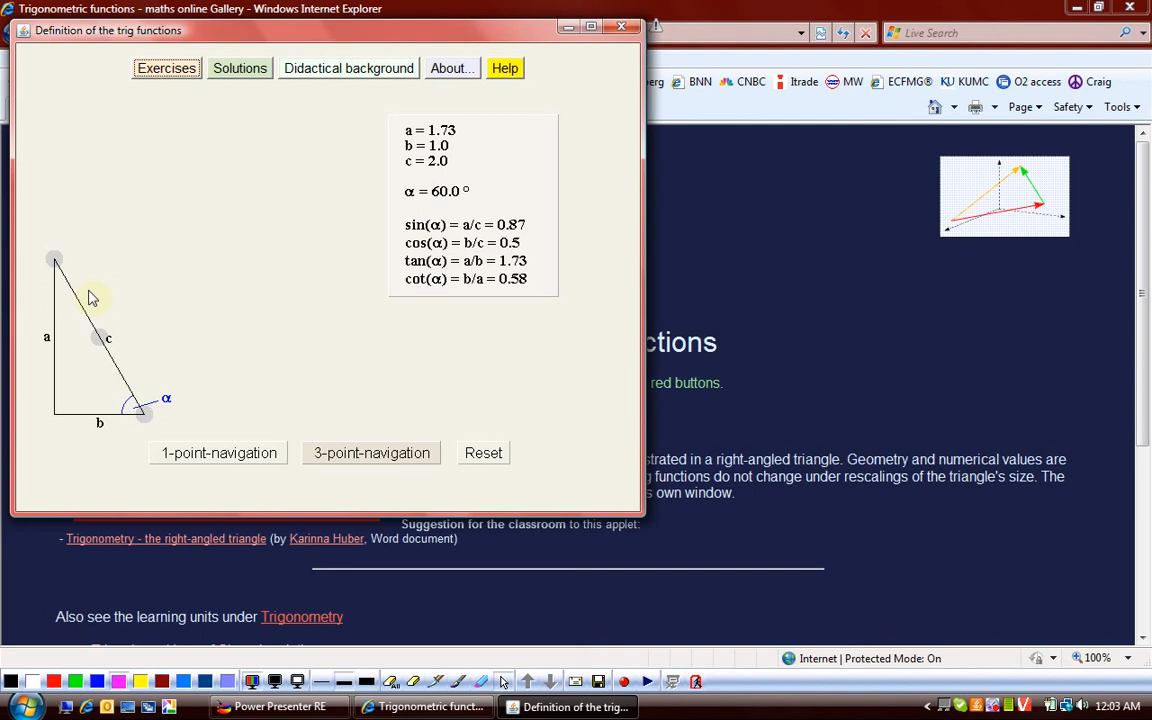 Trigonometric functions - maths online Gallery - Windows Internet Explorer
Definition of the trig functions
Live Search
Exercises
Solutions
Didactical background
About...
Help
BNN
CNBC
Itrade
MW
ECFMG®
KU KUMC
O2 access
Craig
Page
Safety
Tools
a = 1.73
b = 1.0
c = 2.0
α = 60.0 °
sin(α) = a/c = 0.87
cos(α) = b/c = 0.5
tan(α) = a/b = 1.73
cot(α) = b/a = 0.58
a
c
α
b
ctions
red buttons.
1-point-navigation
3-point-navigation
Reset
strated in a right-angled triangle. Geometry and numerical values are
g functions do not change under rescalings of the triangle's size. The
s own window.
Suggestion for the classroom to this applet:
- Trigonometry - the right-angled triangle (by Karinna Huber, Word document)
Also see the learning units under Trigonometry
Internet | Protected Mode: On
100%
Power Presenter RE
Trigonometric funct...
Definition of the trig...
12:03 AM